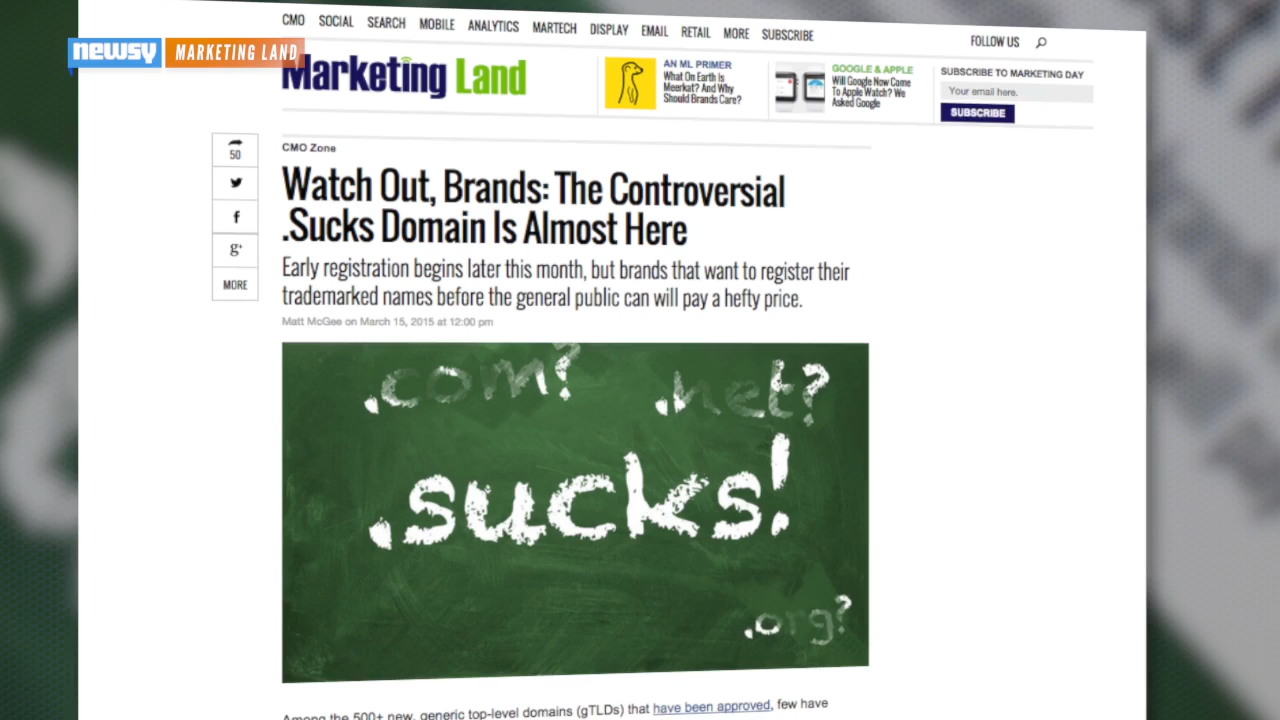 newsy MARKETING LAND
CMO SOCIAL SEARCH MOBILE ANALYTICS MARTECH DISPLAY EMAIL RETAIL MORE SUBSCRIBE
FOLLOW US
Marketing Land
AN ML PRIMER
What On Earth Is
Meerkat? And Why
Should Brands Care?
GOOGLE & APPLE
Will Google Now Come
To Apple Watch? We
Asked Google
SUBSCRIBE TO MARKETING DAY
Your email here.
SUBSCRIBE
50
g+
MORE
CMO Zone
Watch Out, Brands: The Controversial
.Sucks Domain Is Almost Here
Early registration begins later this month, but brands that want to register their
trademarked names before the general public can will pay a hefty price.
Matt McGee on March 15, 2015 at 12:00 pm
.com?
.net?
.sucks!
.org?
Among the 500+ new, generic top-level domains (gTLDs) that have been approved, few have